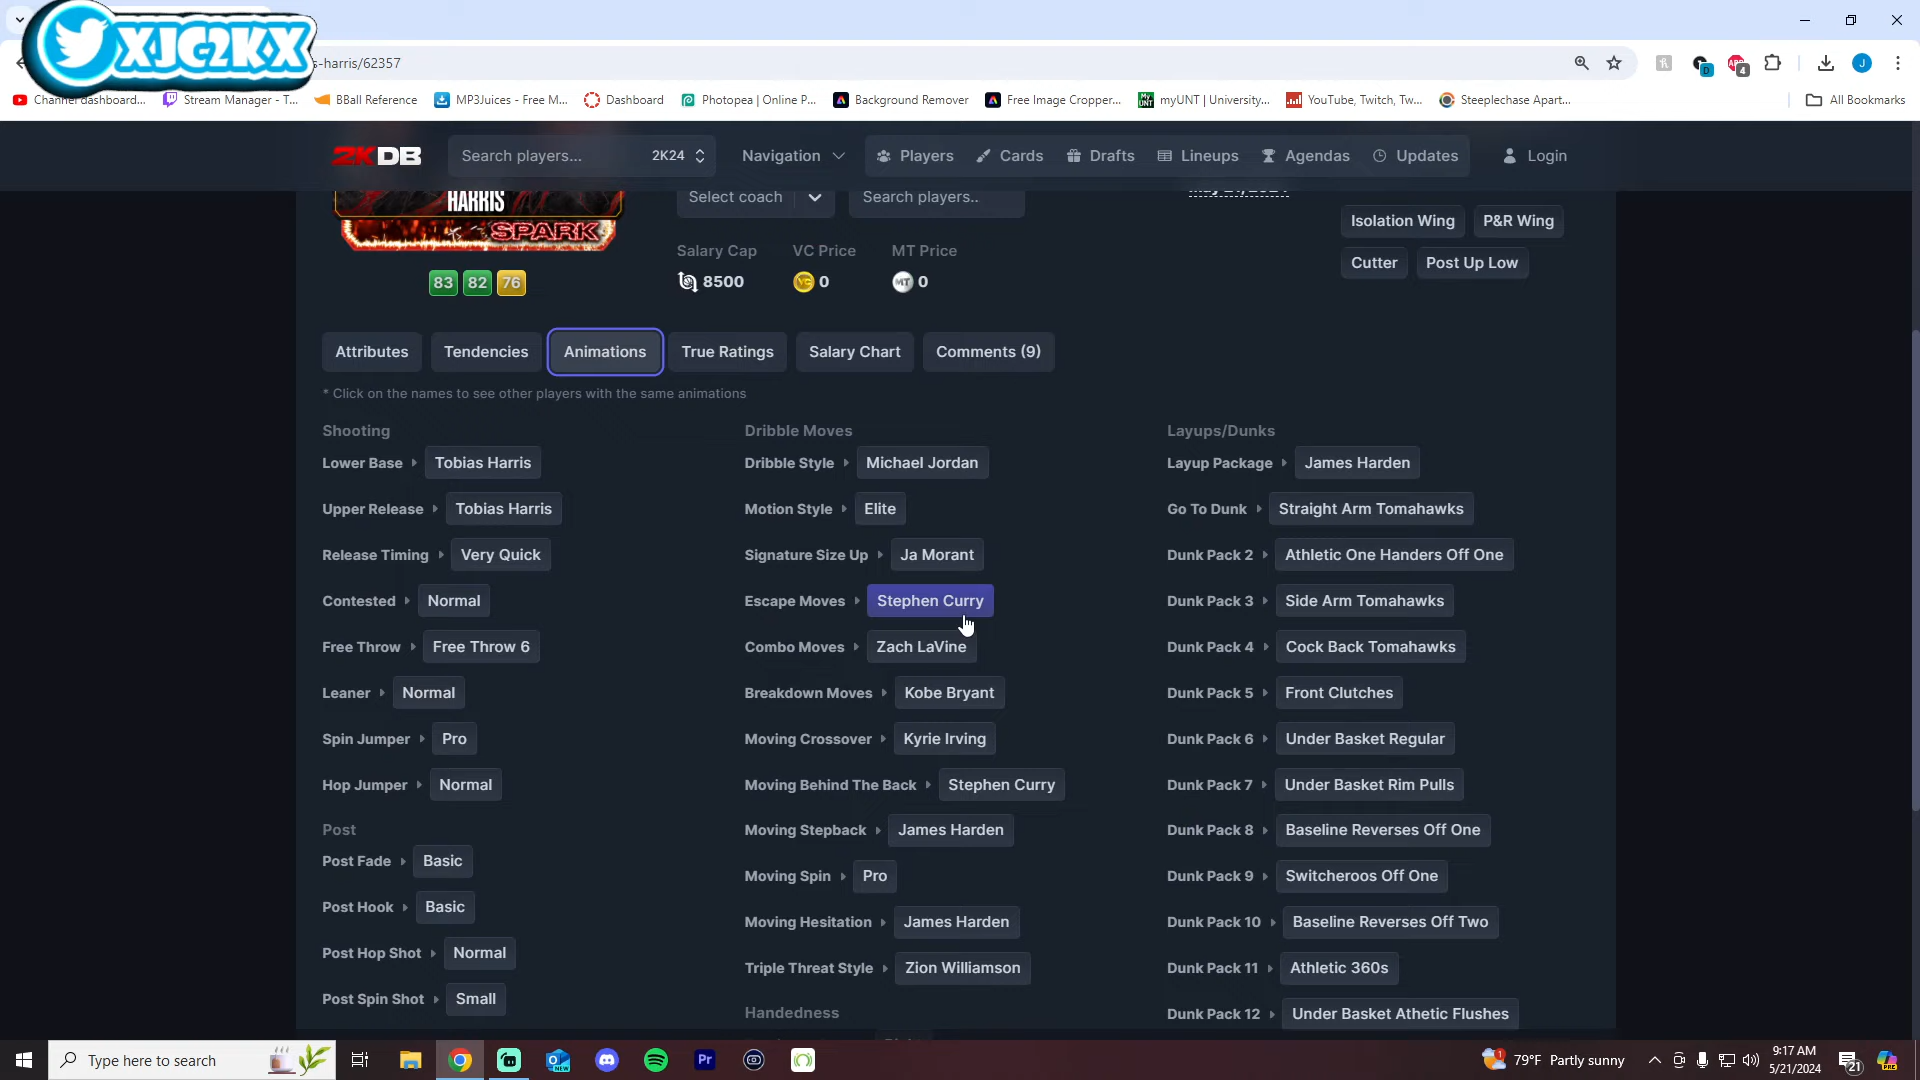 XJC2KX
s-harris/62357
Channel dashboard... Stream Manager - T... BBall Reference MP3Juices - Free M... Dashboard Photopea | Online P... Background Remover Free Image Cropper... myUNT | University... YouTube, Twitch, Tw... Steeplechase Apart... All Bookmarks
2KDB Search players... 2K24 Navigation Players Cards Drafts Lineups Agendas Updates Login
HARRIS
SPARK
83 82 76
Select coach Search players..
Salary Cap VC Price MT Price
8500 0 0
Isolation Wing P&R Wing
Cutter Post Up Low
Attributes Tendencies Animations True Ratings Salary Chart Comments (9)
* Click on the names to see other players with the same animations
Shooting
Lower Base Tobias Harris
Upper Release Tobias Harris
Release Timing Very Quick
Contested Normal
Free Throw Free Throw 6
Leaner Normal
Spin Jumper Pro
Hop Jumper Normal
Post
Post Fade Basic
Post Hook Basic
Post Hop Shot Normal
Post Spin Shot Small
Dribble Moves
Dribble Style Michael Jordan
Motion Style Elite
Signature Size Up Ja Morant
Escape Moves Stephen Curry
Combo Moves Zach LaVine
Breakdown Moves Kobe Bryant
Moving Crossover Kyrie Irving
Moving Behind The Back Stephen Curry
Moving Stepback James Harden
Moving Spin Pro
Moving Hesitation James Harden
Triple Threat Style Zion Williamson
Handedness
Layups/Dunks
Layup Package James Harden
Go To Dunk Straight Arm Tomahawks
Dunk Pack 2 Athletic One Handers Off One
Dunk Pack 3 Side Arm Tomahawks
Dunk Pack 4 Cock Back Tomahawks
Dunk Pack 5 Front Clutches
Dunk Pack 6 Under Basket Regular
Dunk Pack 7 Under Basket Rim Pulls
Dunk Pack 8 Baseline Reverses Off One
Dunk Pack 9 Switcheroos Off One
Dunk Pack 10 Baseline Reverses Off Two
Dunk Pack 11 Athletic 360s
Dunk Pack 12 Under Basket Athetic Flushes
Type here to search
79°F Partly sunny
9:17 AM
5/21/2024
21